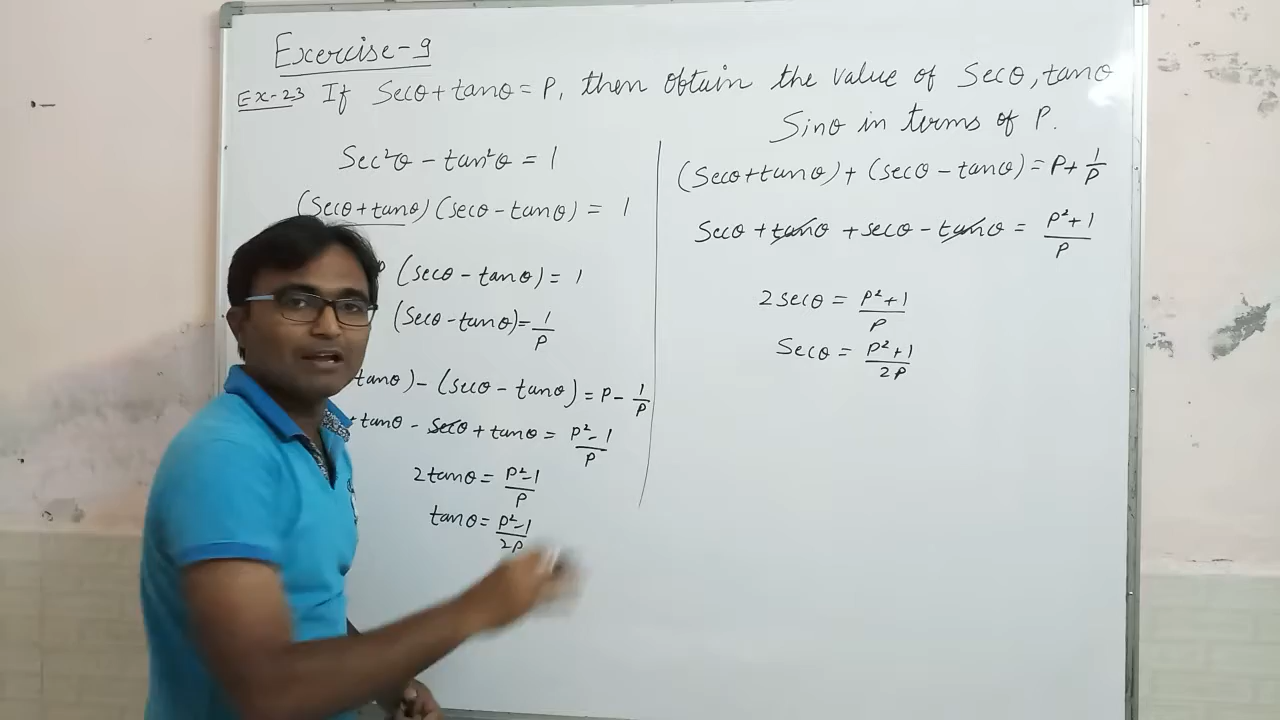 Excercise-9
Ex-23 If Secθ+tanθ=P, then obtain the value of Secθ, tanθ
Sinθ in terms of P.
Sec²θ - tan²θ = 1
(Secθ+tanθ) (secθ-tanθ) = 1
P (secθ-tanθ) = 1
(Secθ-tanθ)= 1/P
tanθ) - (secθ - tanθ) = P - 1/P
+ tanθ - secθ + tanθ = P²-1/P
2tanθ = P²-1/P
tanθ = P²-1/2P
(Secθ+tanθ)+(secθ-tanθ)=P+1/P
Secθ + tanθ + secθ - tanθ = P²+1/P
2secθ = P²+1/P
Secθ = P²+1/2P